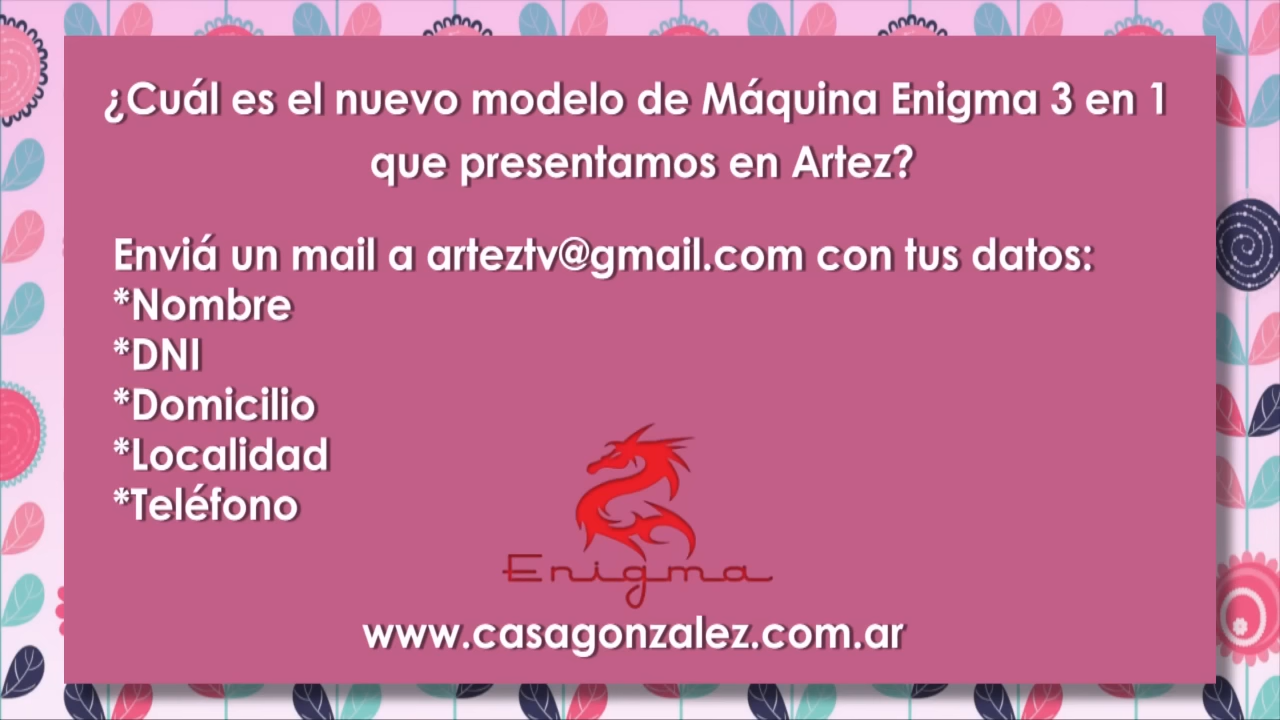 ¿Cuál es el nuevo modelo de Máquina Enigma 3 en 1
que presentamos en Artez?
Enviá un mail a arteztv@gmail.com con tus datos:
*Nombre
*DNI
*Domicilio
*Localidad
*Teléfono
Enigma
www.casagonzalez.com.ar